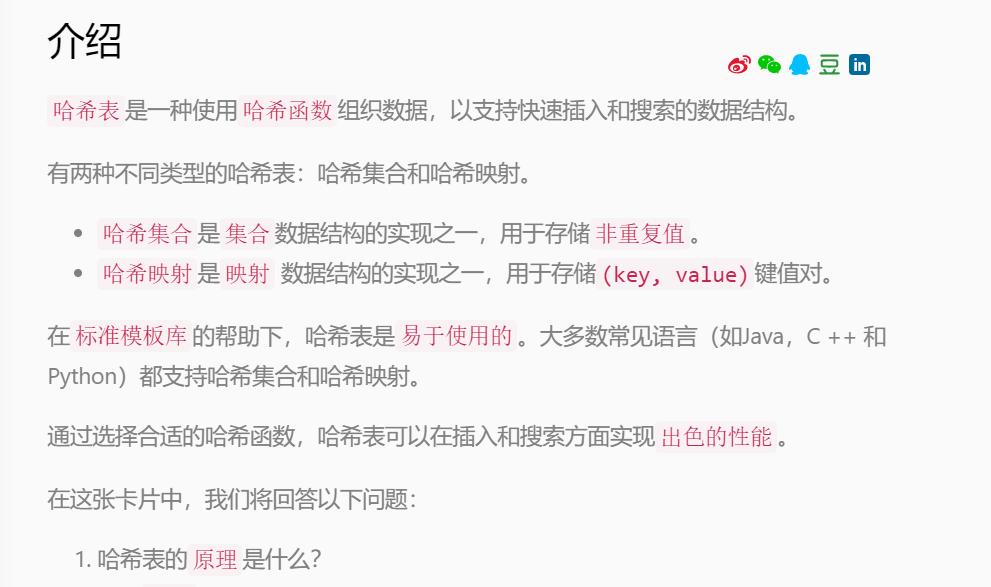 介绍
哈希表是一种使用哈希函数组织数据，以支持快速插入和搜索的数据结构。
有两种不同类型的哈希表：哈希集合和哈希映射。
哈希集合是集合数据结构的实现之一，用于存储非重复值。
哈希映射是映射 数据结构的实现之一，用于存储(key, value)键值对。
在标准模板库的帮助下，哈希表是易于使用的。大多数常见语言（如Java，C ++ 和
Python）都支持哈希集合和哈希映射。
通过选择合适的哈希函数，哈希表可以在插入和搜索方面实现出色的性能。
在这张卡片中，我们将回答以下问题：
1. 哈希表的原理是什么？
豆
in